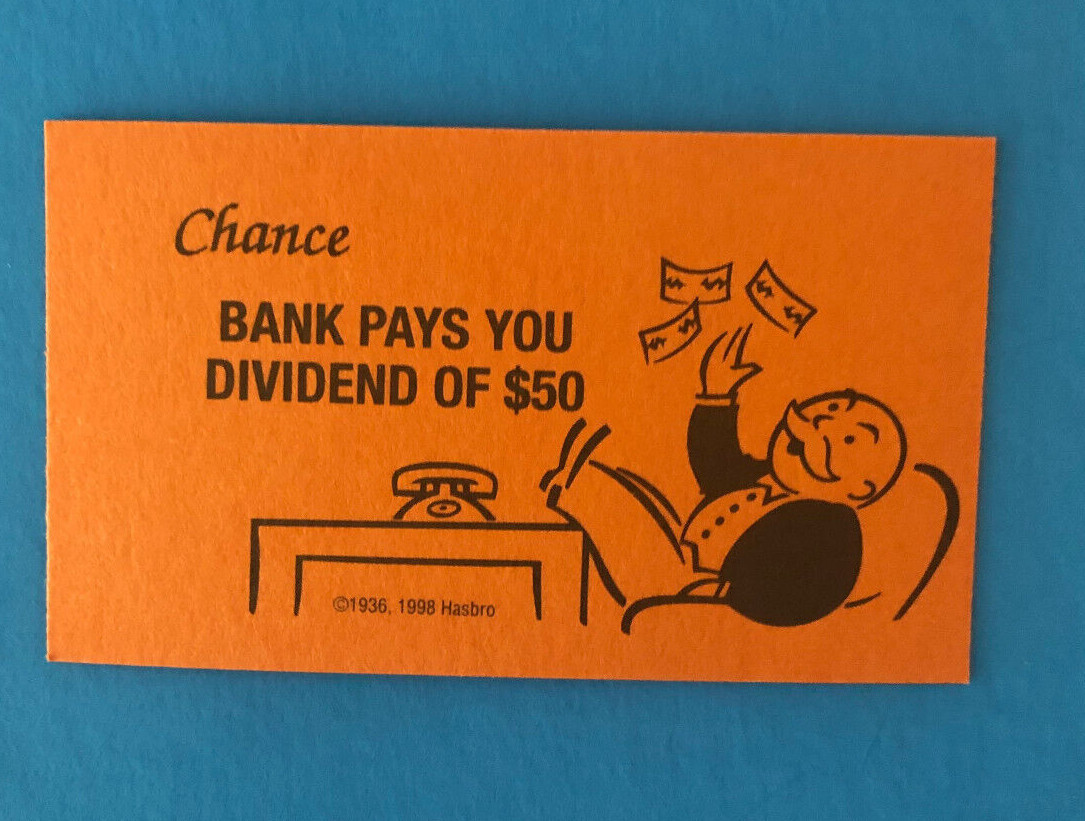 Chance
BANK PAYS YOU
DIVIDEND OF $50
©1936, 1998 Hasbro